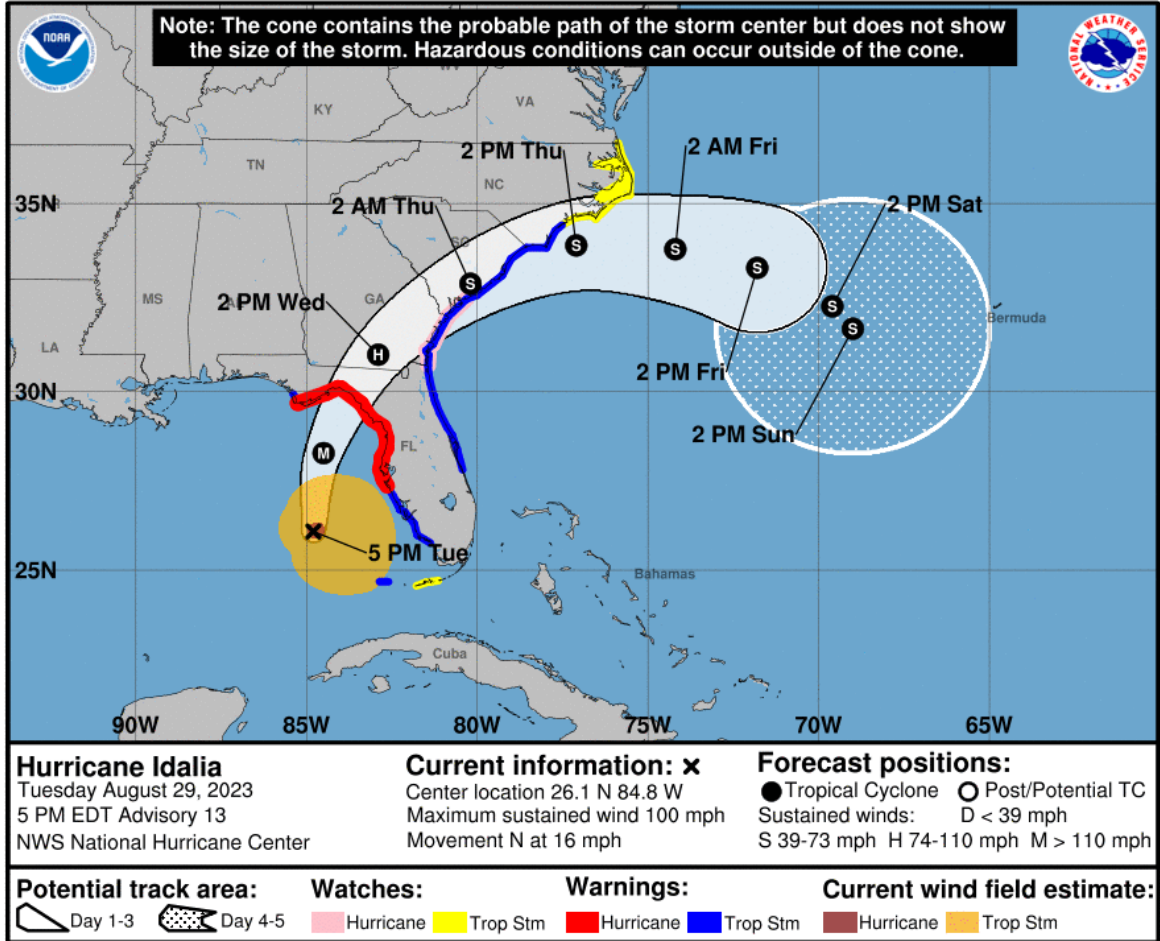 Note: The cone contains the probable path of the storm center but does not show
the size of the storm. Hazardous conditions can occur outside of the cone.
NOAA
NATIONAL WEATHER SERVICE
KY
VA
TN
NC
2 PM Thu
2 AM Fri
35N
2 AM Thu
2 PM Sat
SC
MS
GA
2 PM Wed
Bermuda
LA
H
30N
2 PM Fri
2 PM Sun
FL
M
5 PM Tue
25N
Bahamas
Cuba
90W 85W 80W 75W 70W 65W
S
S
S
S
S
S
Hurricane Idalia
Tuesday August 29, 2023
5 PM EDT Advisory 13
NWS National Hurricane Center
Current information: ×
Center location 26.1 N 84.8 W
Maximum sustained wind 100 mph
Movement N at 16 mph
Forecast positions:
Tropical Cyclone Post/Potential TC
Sustained winds: D < 39 mph
S 39-73 mph H 74-110 mph M > 110 mph
Potential track area:
Day 1-3 Day 4-5
Watches:
Hurricane Trop Stm
Warnings:
Hurricane Trop Stm
Current wind field estimate:
Hurricane Trop Stm